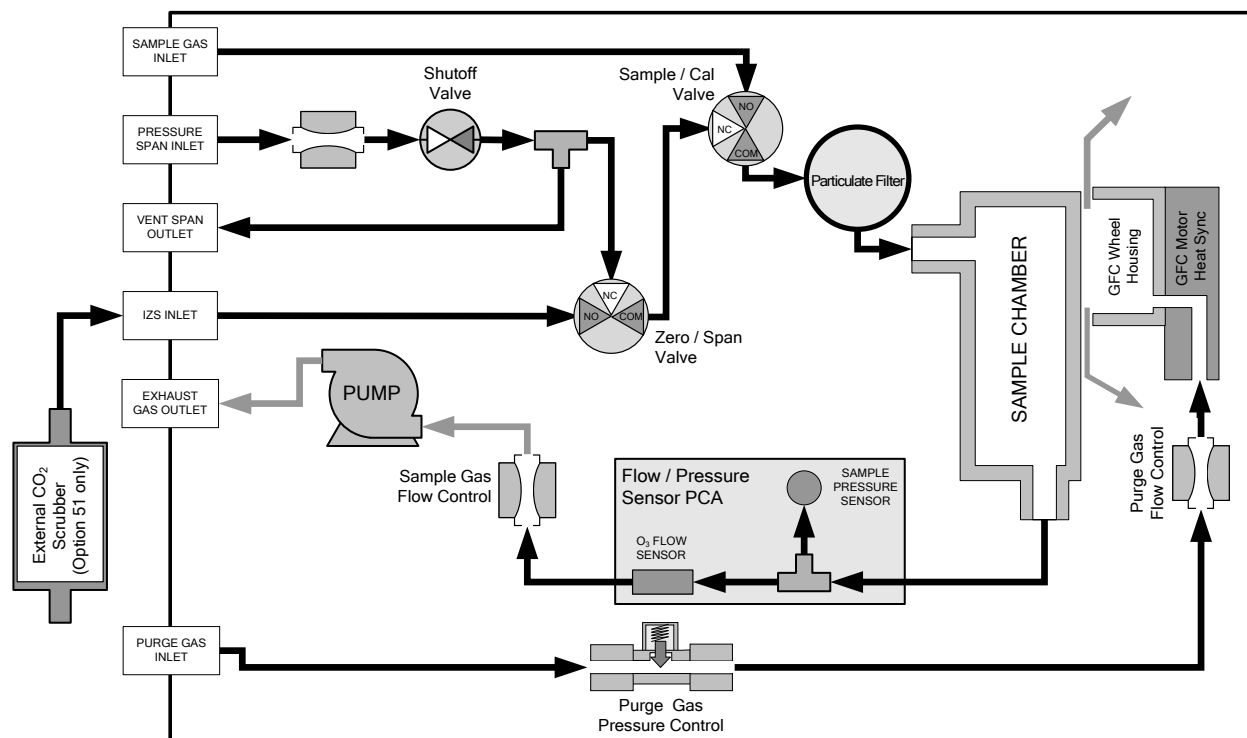 SAMPLE GAS
INLET
Shutoff
Valve
Sample / Cal
Valve
PRESSURE
SPAN INLET
NO
NC
COM
Particulate Filter
VENT SPAN
OUTLET
SAMPLE CHAMBER
GFC Wheel
Housing
GFC Motor
Heat Sync
IZS INLET
NC
NO
COM
Zero / Span
Valve
EXHAUST
GAS OUTLET
PUMP
External CO₂
Scrubber
(Option 51 only)
Sample Gas
Flow Control
Flow / Pressure
Sensor PCA
SAMPLE
PRESSURE
SENSOR
O₃ FLOW
SENSOR
Purge Gas
Flow Control
PURGE GAS
INLET
Purge Gas
Pressure Control